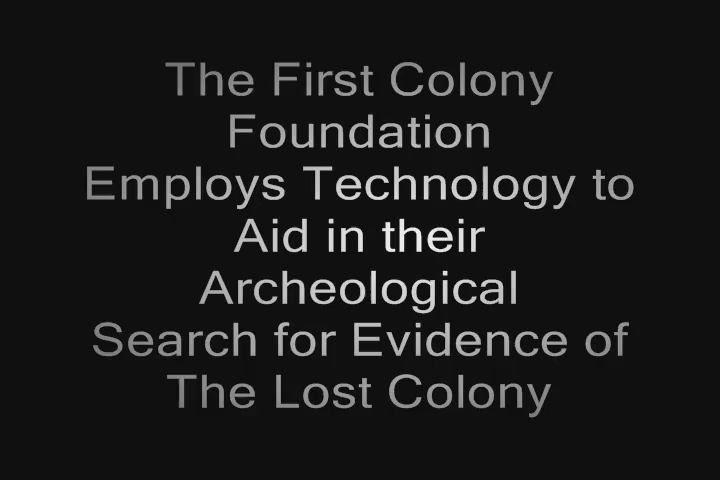 The First Colony
Foundation
Employs Technology to
Aid in their
Archeological
Search for Evidence of
The Lost Colony